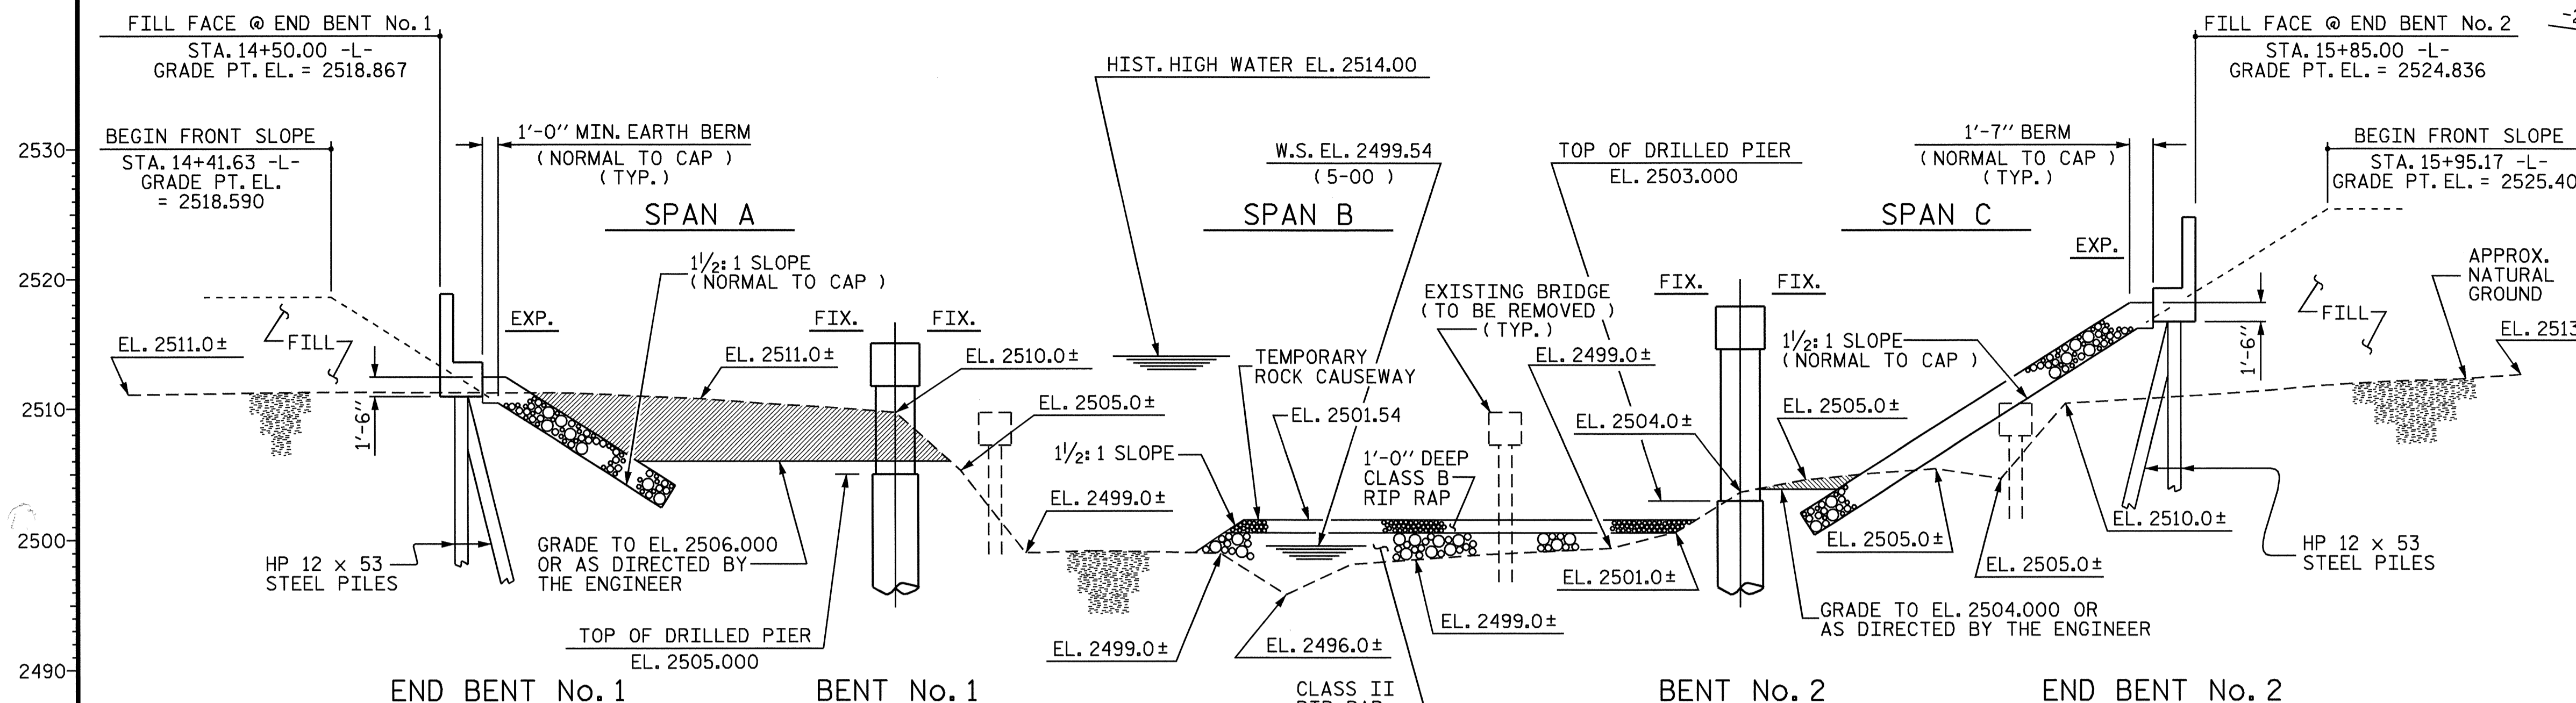 FILL FACE @ END BENT No. 1
STA. 14+50.00 -L-
GRADE PT. EL. = 2518.867
BEGIN FRONT SLOPE
STA. 14+41.63 -L-
GRADE PT. EL.
= 2518.590
1'-0" MIN. EARTH BERM
( NORMAL TO CAP )
( TYP. )
SPAN A
1 1/2: 1 SLOPE
( NORMAL TO CAP )
EXP.
FIX.
FIX.
FILL
EL. 2511.0±
EL. 2511.0±
EL. 2510.0±
EL. 2505.0±
EL. 2499.0±
1'-6"
HP 12 x 53
STEEL PILES
GRADE TO EL. 2506.000
OR AS DIRECTED BY
THE ENGINEER
TOP OF DRILLED PIER
EL. 2505.000
END BENT No. 1
BENT No. 1
HIST. HIGH WATER EL. 2514.00
W.S. EL. 2499.54
( 5-00 )
SPAN B
TEMPORARY
ROCK CAUSEWAY
EL. 2501.54
1 1/2: 1 SLOPE
1'-0" DEEP
CLASS B
RIP RAP
EXISTING BRIDGE
( TO BE REMOVED )
( TYP. )
EL. 2499.0±
EL. 2496.0±
EL. 2499.0±
CLASS II
TOP OF DRILLED PIER
EL. 2503.000
EL. 2499.0±
EL. 2504.0±
EL. 2501.0±
FIX.
FIX.
SPAN C
1'-7" BERM
( NORMAL TO CAP )
( TYP. )
EXP.
1 1/2: 1 SLOPE
( NORMAL TO CAP )
EL. 2505.0±
EL. 2505.0±
EL. 2505.0±
EL. 2510.0±
GRADE TO EL. 2504.000 OR
AS DIRECTED BY THE ENGINEER
BENT No. 2
END BENT No. 2
FILL FACE @ END BENT No. 2
STA. 15+85.00 -L-
GRADE PT. EL. = 2524.836
BEGIN FRONT SLOPE
STA. 15+95.17 -L-
GRADE PT. EL. = 2525.40
APPROX.
NATURAL
GROUND
FILL
1'-6"
EL. 2513
HP 12 x 53
STEEL PILES
2530
2520
2510
2500
2490